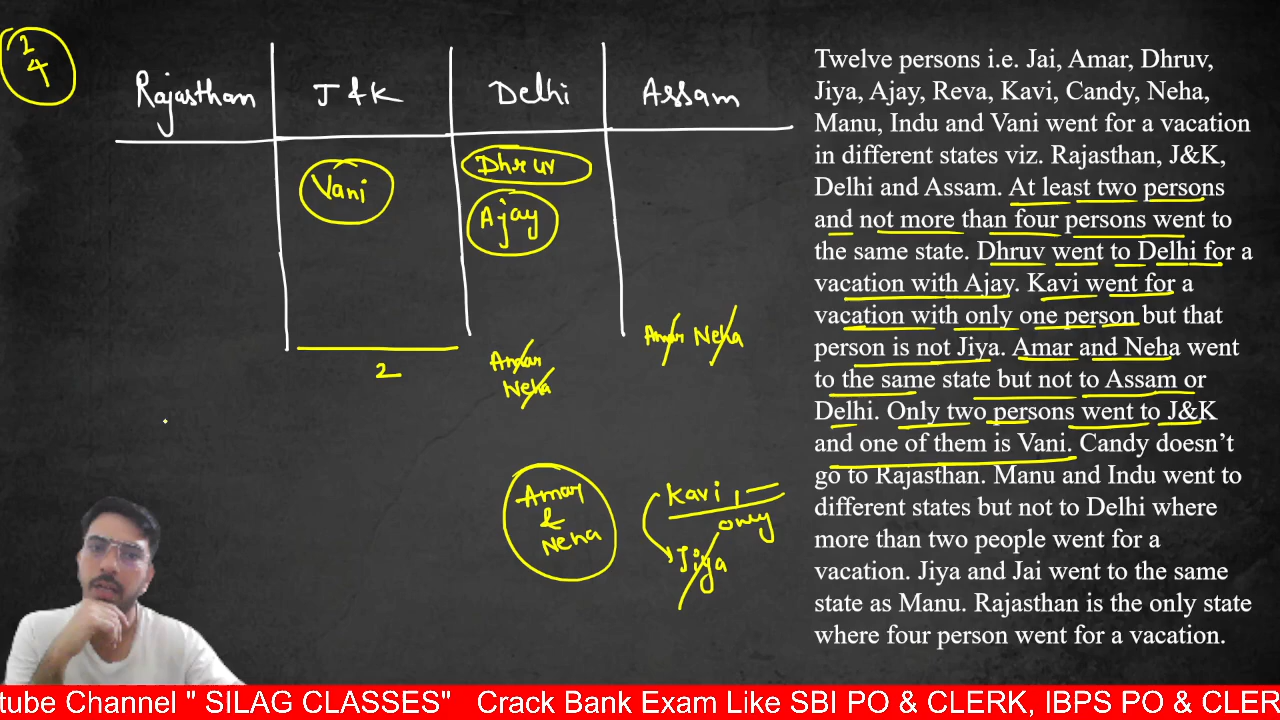 2
4
Rajasthan J & K Delhi Assam
Vani
Dhruv
Ajay
2
Amar
Neha
Amar Neha
Amar
&
Neha
Kavi, =
only
Jiya
Twelve persons i.e. Jai, Amar, Dhruv,
Jiya, Ajay, Reva, Kavi, Candy, Neha,
Manu, Indu and Vani went for a vacation
in different states viz. Rajasthan, J&K,
Delhi and Assam. At least two persons
and not more than four persons went to
the same state. Dhruv went to Delhi for a
vacation with Ajay. Kavi went for a
vacation with only one person but that
person is not Jiya. Amar and Neha went
to the same state but not to Assam or
Delhi. Only two persons went to J&K
and one of them is Vani. Candy doesn’t
go to Rajasthan. Manu and Indu went to
different states but not to Delhi where
more than two people went for a
vacation. Jiya and Jai went to the same
state as Manu. Rajasthan is the only state
where four person went for a vacation.
tube Channel " SILAG CLASSES" Crack Bank Exam Like SBI PO & CLERK, IBPS PO & CLER